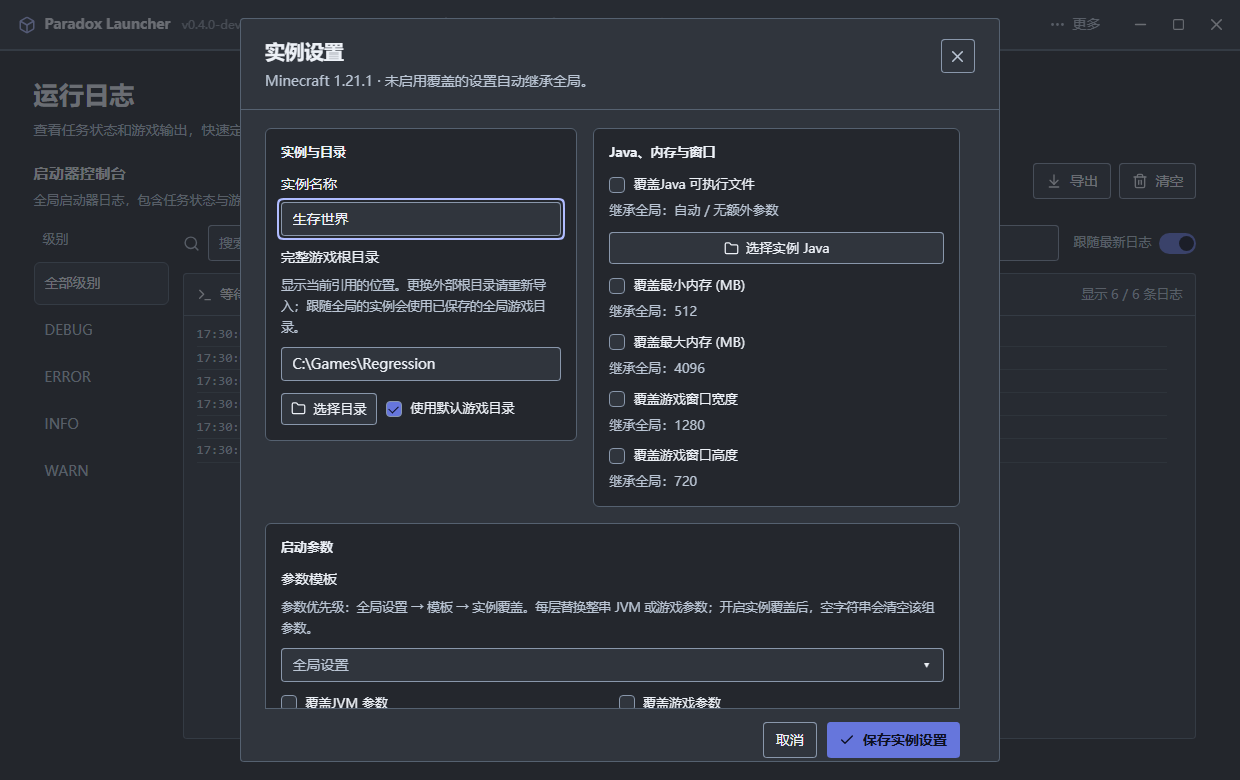 Paradox Launcher v0.4.0-dev
更多
运行日志
查看任务状态和游戏输出，快速定
启动器控制台
全局启动器日志，包含任务状态与游
导出
清空
级别
搜索
跟随最新日志
全部级别
DEBUG
ERROR
INFO
WARN
>_ 等待
显示 6 / 6 条日志
17:30:
17:30:
17:30:
17:30:
17:30:
17:30:
实例设置
Minecraft 1.21.1 · 未启用覆盖的设置自动继承全局。
实例与目录
实例名称
生存世界
完整游戏根目录
显示当前引用的位置。更换外部根目录请重新导
入；跟随全局的实例会使用已保存的全局游戏目
录。
C:\Games\Regression
选择目录
使用默认游戏目录
Java、内存与窗口
覆盖Java 可执行文件
继承全局：自动 / 无额外参数
选择实例 Java
覆盖最小内存 (MB)
继承全局：512
覆盖最大内存 (MB)
继承全局：4096
覆盖游戏窗口宽度
继承全局：1280
覆盖游戏窗口高度
继承全局：720
启动参数
参数模板
参数优先级：全局设置 → 模板 → 实例覆盖。每层替换整串 JVM 或游戏参数；开启实例覆盖后，空字符串会清空该组
参数。
全局设置
覆盖JVM 参数
覆盖游戏参数
取消
保存实例设置